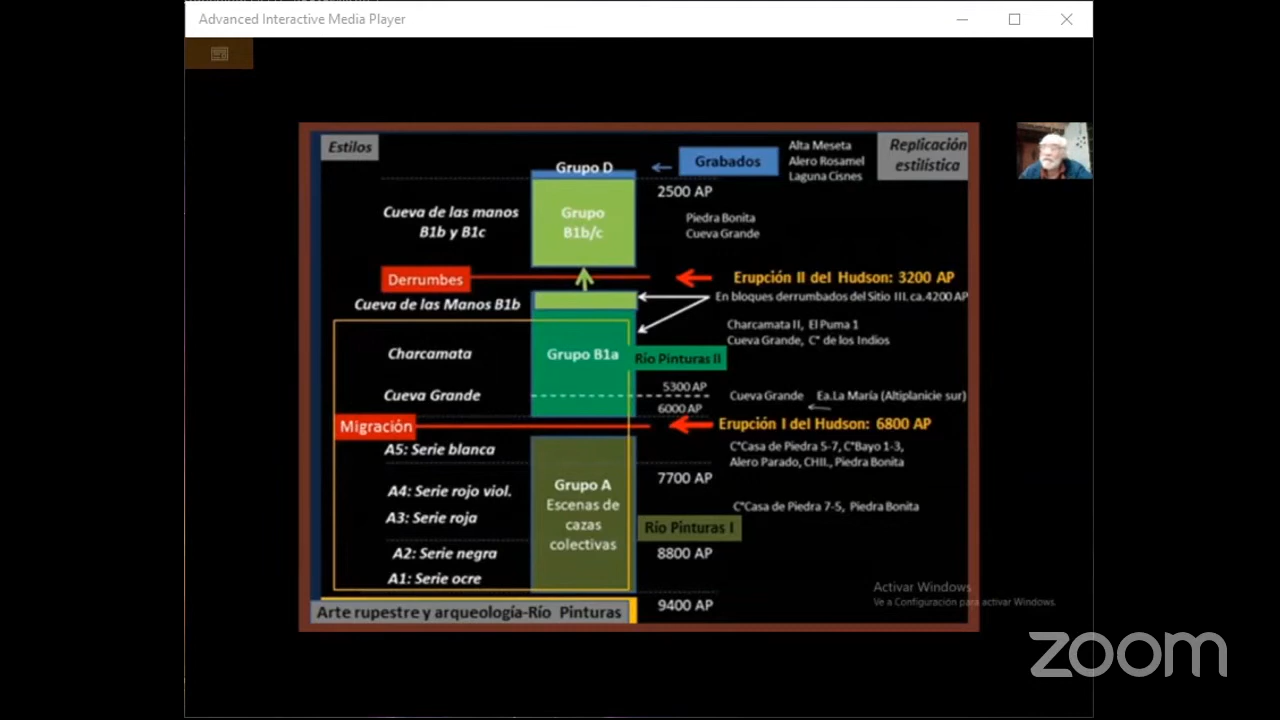 Advanced Interactive Media Player
Estilos
Grupo D
Grabados
Alta Meseta
Alero Rosamel
Laguna Cisnes
Replicación
estilística
2500 AP
Cueva de las manos
B1b y B1c
Grupo
B1b/c
Piedra Bonita
Cueva Grande
Derrumbes
Erupción II del Hudson: 3200 AP
En bloques derrumbados del Sitio III. ca.4200 AP
Cueva de las Manos B1b
Charcamata II, El Puma 1
Cueva Grande, C° de los Indios
Charcamata
Grupo B1a
Río Pinturas II
5300 AP
Cueva Grande
Cueva Grande Ea.La María (Altiplanicie sur)
6000 AP
Migración
Erupción I del Hudson: 6800 AP
A5: Serie blanca
C°Casa de Piedra 5-7, C°Bayo 1-3,
Alero Parado, CHII., Piedra Bonita
7700 AP
A4: Serie rojo viol.
Grupo A
Escenas de
cazas
colectivas
C°Casa de Piedra 7-5, Piedra Bonita
A3: Serie roja
Río Pinturas I
A2: Serie negra
8800 AP
A1: Serie ocre
Arte rupestre y arqueología-Río Pinturas
9400 AP
Activar Windows
Ve a Configuración para activar Windows.
zoom